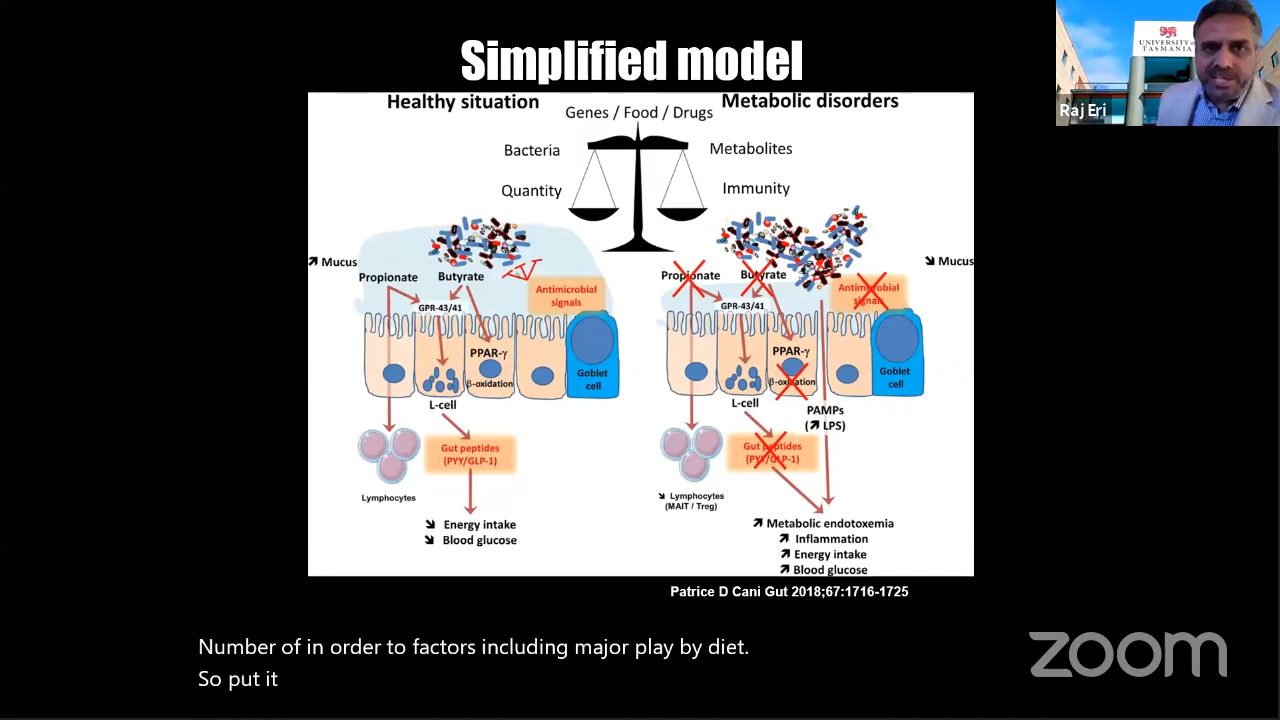 Simplified model
UNIVERSITY of
TASMANIA
Raj Eri
Healthy situation
Metabolic disorders
Genes / Food / Drugs
Bacteria
Metabolites
Quantity
Immunity
↗ Mucus
Propionate
Butyrate
Antimicrobial
signals
GPR-43/41
PPAR-γ
β-oxidation
Goblet
cell
L-cell
Gut peptides
(PYY/GLP-1)
Lymphocytes
↘ Energy intake
↘ Blood glucose
↘ Mucus
Propionate
Butyrate
Antimicrobial
signals
GPR-43/41
PPAR-γ
β-oxidation
Goblet
cell
L-cell
PAMPs
(↗ LPS)
Gut peptides
(PYY/GLP-1)
↘ Lymphocytes
(MAIT / Treg)
↗ Metabolic endotoxemia
↗ Inflammation
↗ Energy intake
↗ Blood glucose
Patrice D Cani Gut 2018;67:1716-1725
Number of in order to factors including major play by diet.
So put it
zoom